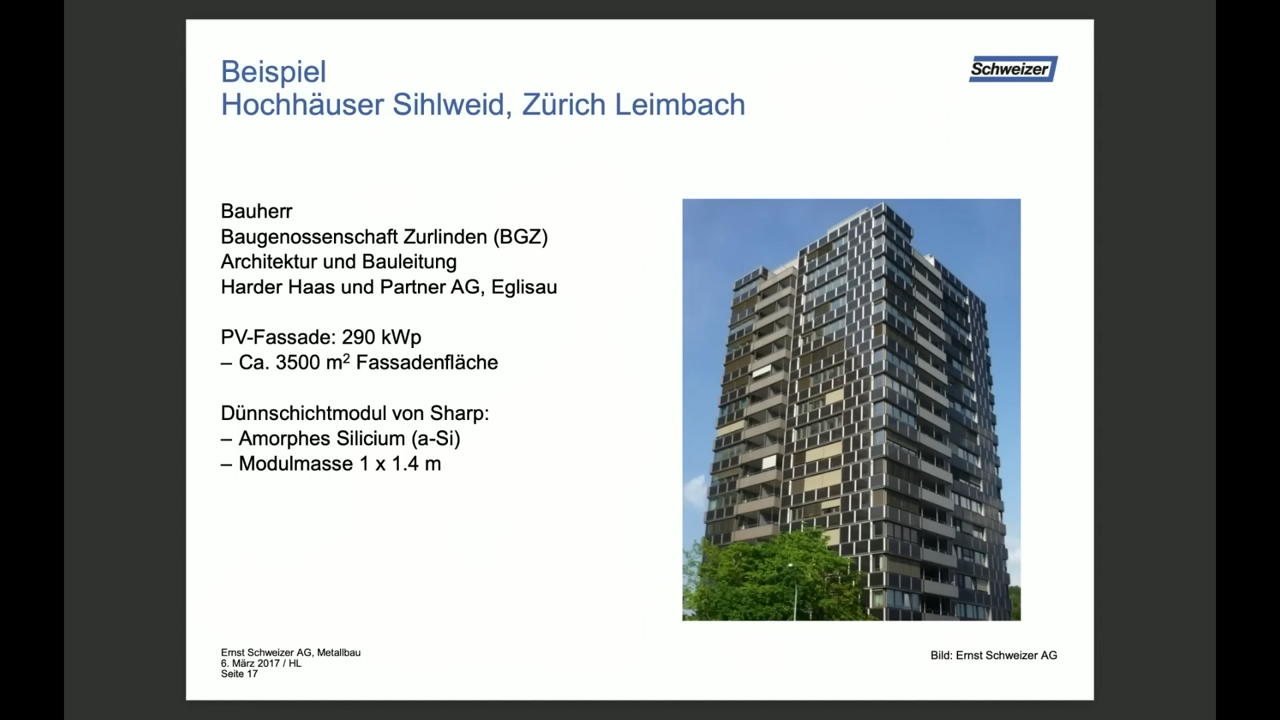 Beispiel
Hochhäuser Sihlweid, Zürich Leimbach
Schweizer
Bauherr
Baugenossenschaft Zurlinden (BGZ)
Architektur und Bauleitung
Harder Haas und Partner AG, Eglisau
PV-Fassade: 290 kWp
– Ca. 3500 m² Fassadenfläche
Dünnschichtmodul von Sharp:
– Amorphes Silicium (a-Si)
– Modulmasse 1 x 1.4 m
Ernst Schweizer AG, Metallbau
6. März 2017 / HL
Seite 17
Bild: Ernst Schweizer AG